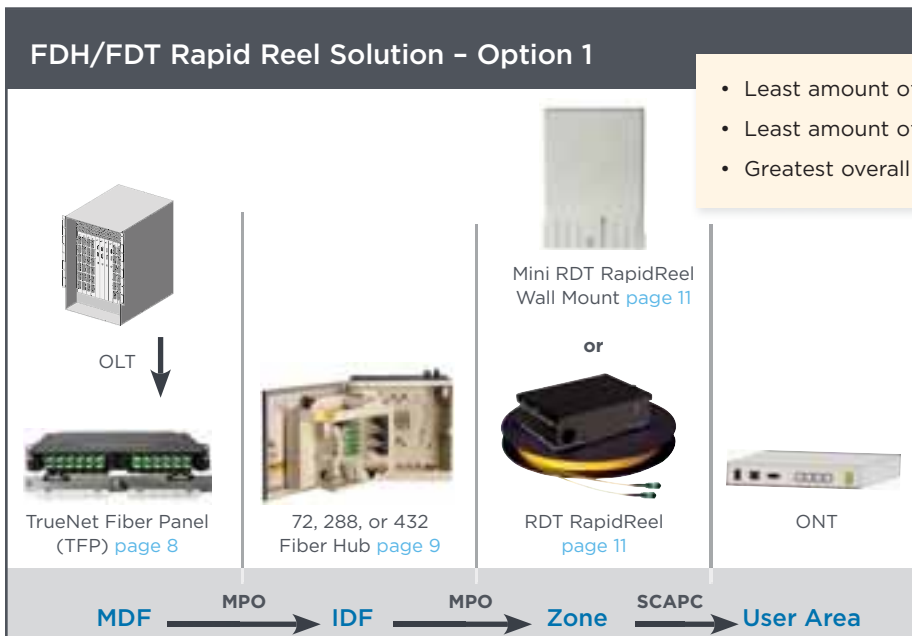 FDH/FDT Rapid Reel Solution – Option 1
• Least amount
• Least amount
• Greatest overall
OLT
TrueNet Fiber Panel
(TFP) page 8
72, 288, or 432
Fiber Hub page 9
Mini RDT RapidReel
Wall Mount page 11
or
RDT RapidReel
page 11
ONT
MDF MPO IDF MPO Zone SCAPC User Area